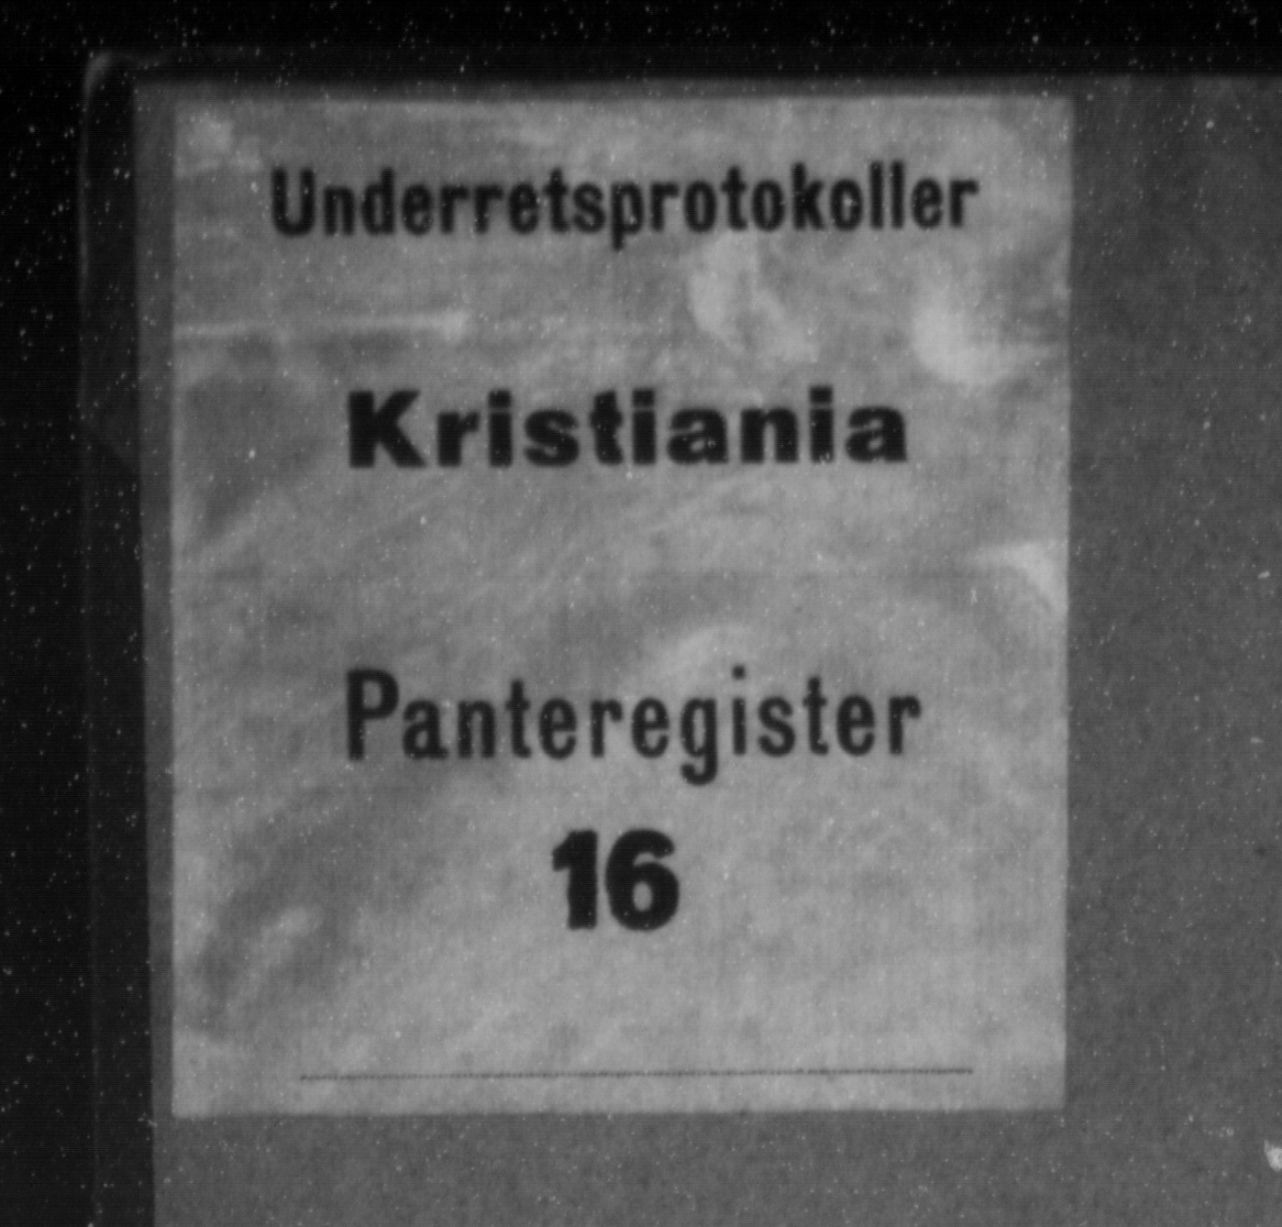 Underretsprotokoller
Kristiania
Panteregister
16